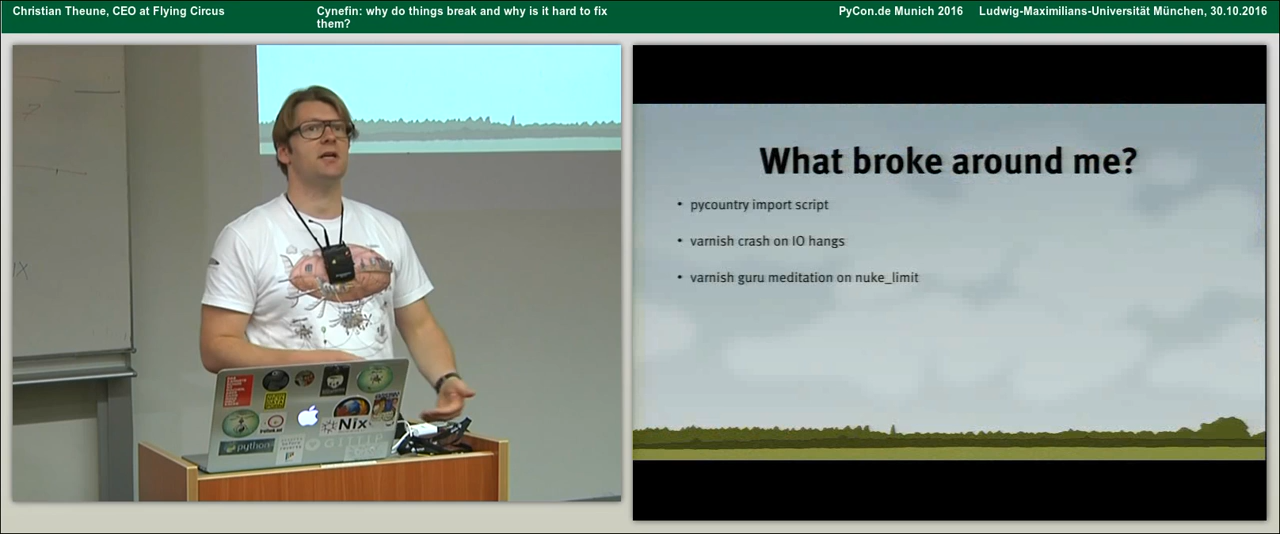 Christian Theune, CEO at Flying Circus
Cynefin: why do things break and why is it hard to fix
them?
PyCon.de Munich 2016
Ludwig-Maximilians-Universität München, 30.10.2016
What broke around me?
• pycountry import script
• varnish crash on IO hangs
• varnish guru meditation on nuke_limit
Nix
python
GITTIP